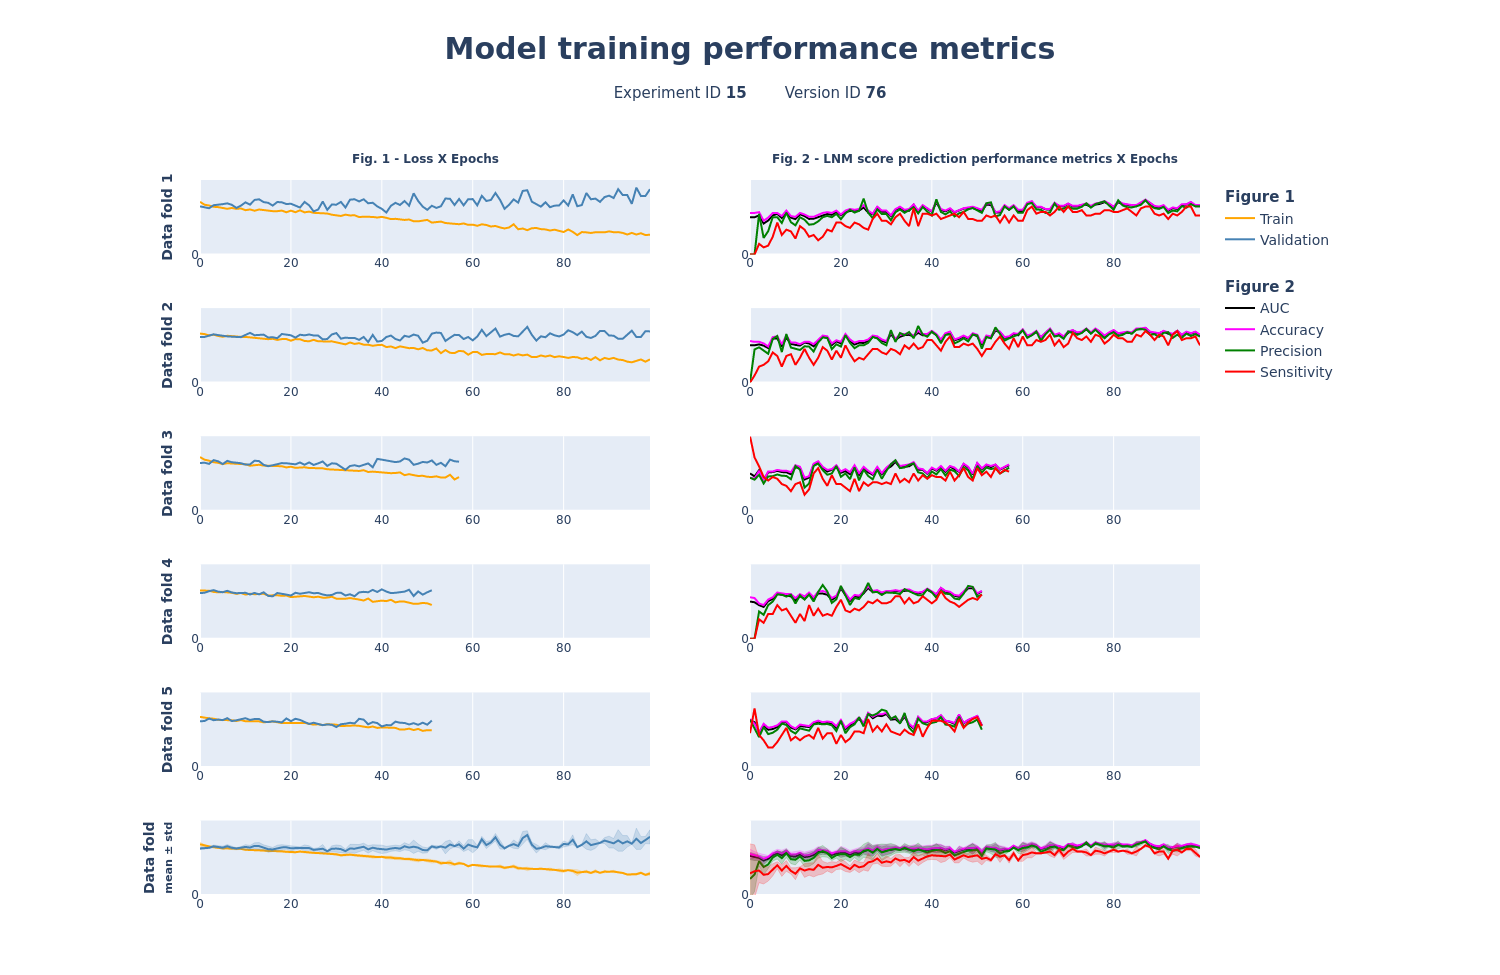 Model training performance metrics
Experiment ID 15 Version ID 76
Fig. 1 - Loss X Epochs
Fig. 2 - LNM score prediction performance metrics X Epochs
Data fold 1
0
0 20 40 60 80
0
0 20 40 60 80
Figure 1
Train
Validation
Figure 2
AUC
Accuracy
Precision
Sensitivity
Data fold 2
0
0 20 40 60 80
0
0 20 40 60 80
Data fold 3
0
0 20 40 60 80
0
0 20 40 60 80
Data fold 4
0
0 20 40 60 80
0
0 20 40 60 80
Data fold 5
0
0 20 40 60 80
0
0 20 40 60 80
Data fold
mean ± std
0
0 20 40 60 80
0
0 20 40 60 80